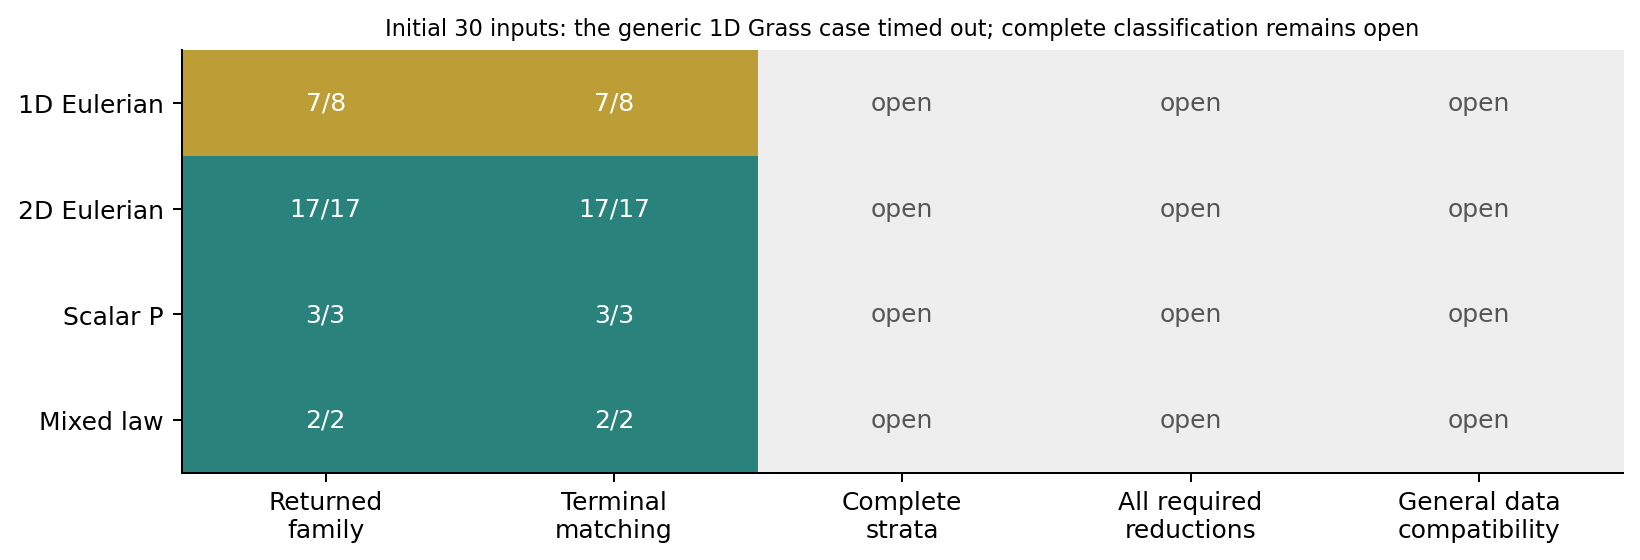 Initial 30 inputs: the generic 1D Grass case timed out; complete classification remains open
1D Eulerian 7/8 7/8 open open open
2D Eulerian 17/17 17/17 open open open
Scalar P 3/3 3/3 open open open
Mixed law 2/2 2/2 open open open
Returned Terminal Complete All required General data
family matching strata reductions compatibility